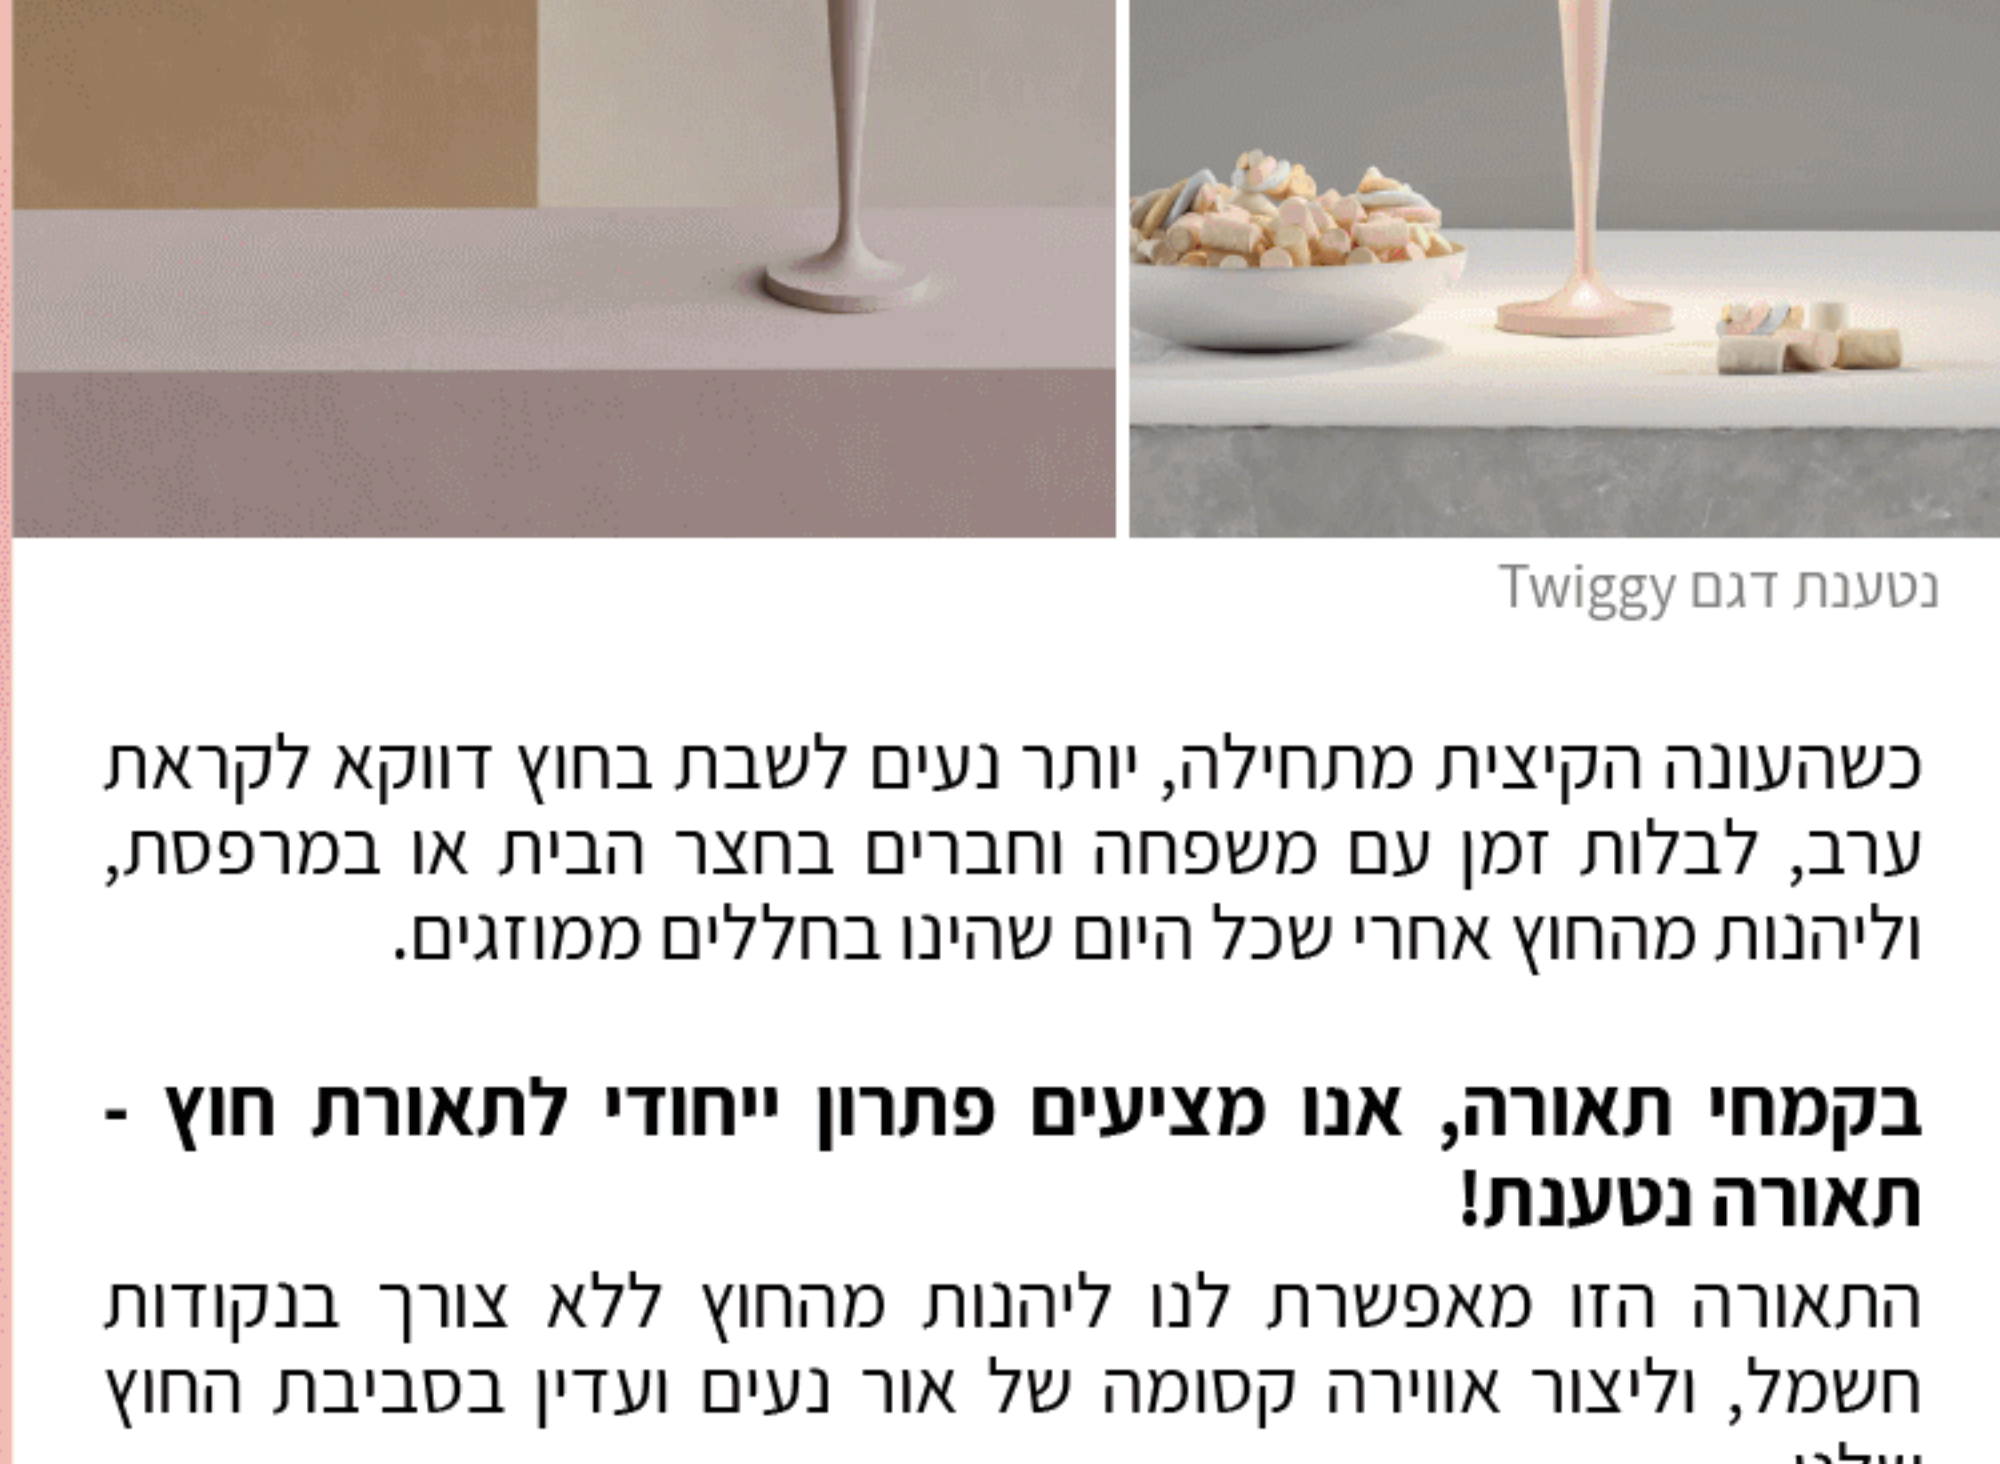 נטענת דגם Twiggy
כשהעונה הקיצית מתחילה, יותר נעים לשבת בחוץ דווקא לקראת
ערב, לבלות זמן עם משפחה וחברים בחצר הבית או במרפסת,
וליהנות מהחוץ אחרי שכל היום שהינו בחללים ממוזגים.
בקמחי תאורה, אנו מציעים פתרון ייחודי לתאורת חוץ -
תאורה נטענת!
התאורה הזו מאפשרת לנו ליהנות מהחוץ ללא צורך בנקודות
חשמל, וליצור אווירה קסומה של אור נעים ועדין בסביבת החוץ